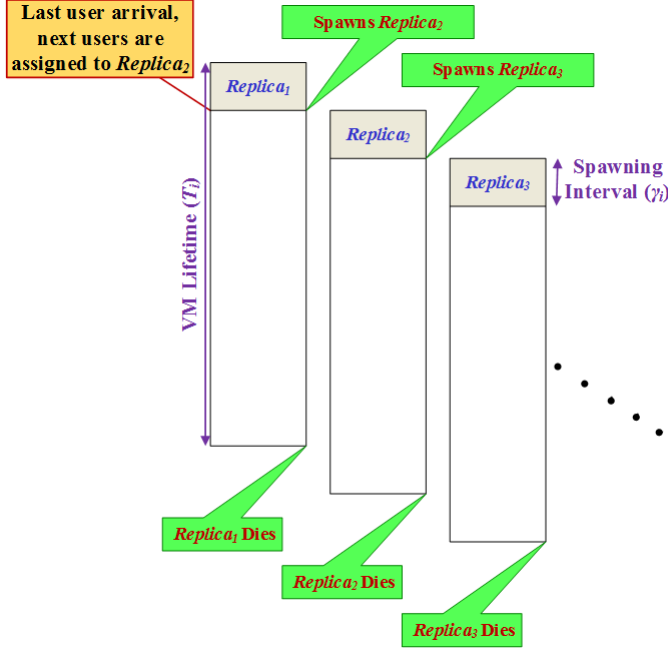 Last user arrival,
next users are
assigned to Replica2
Spawns Replica2
Spawns Replica3
Replica1
Replica2
Replica3
Spawning
Interval (γi)
VM Lifetime (Ti)
Replica1 Dies
Replica2 Dies
Replica3 Dies